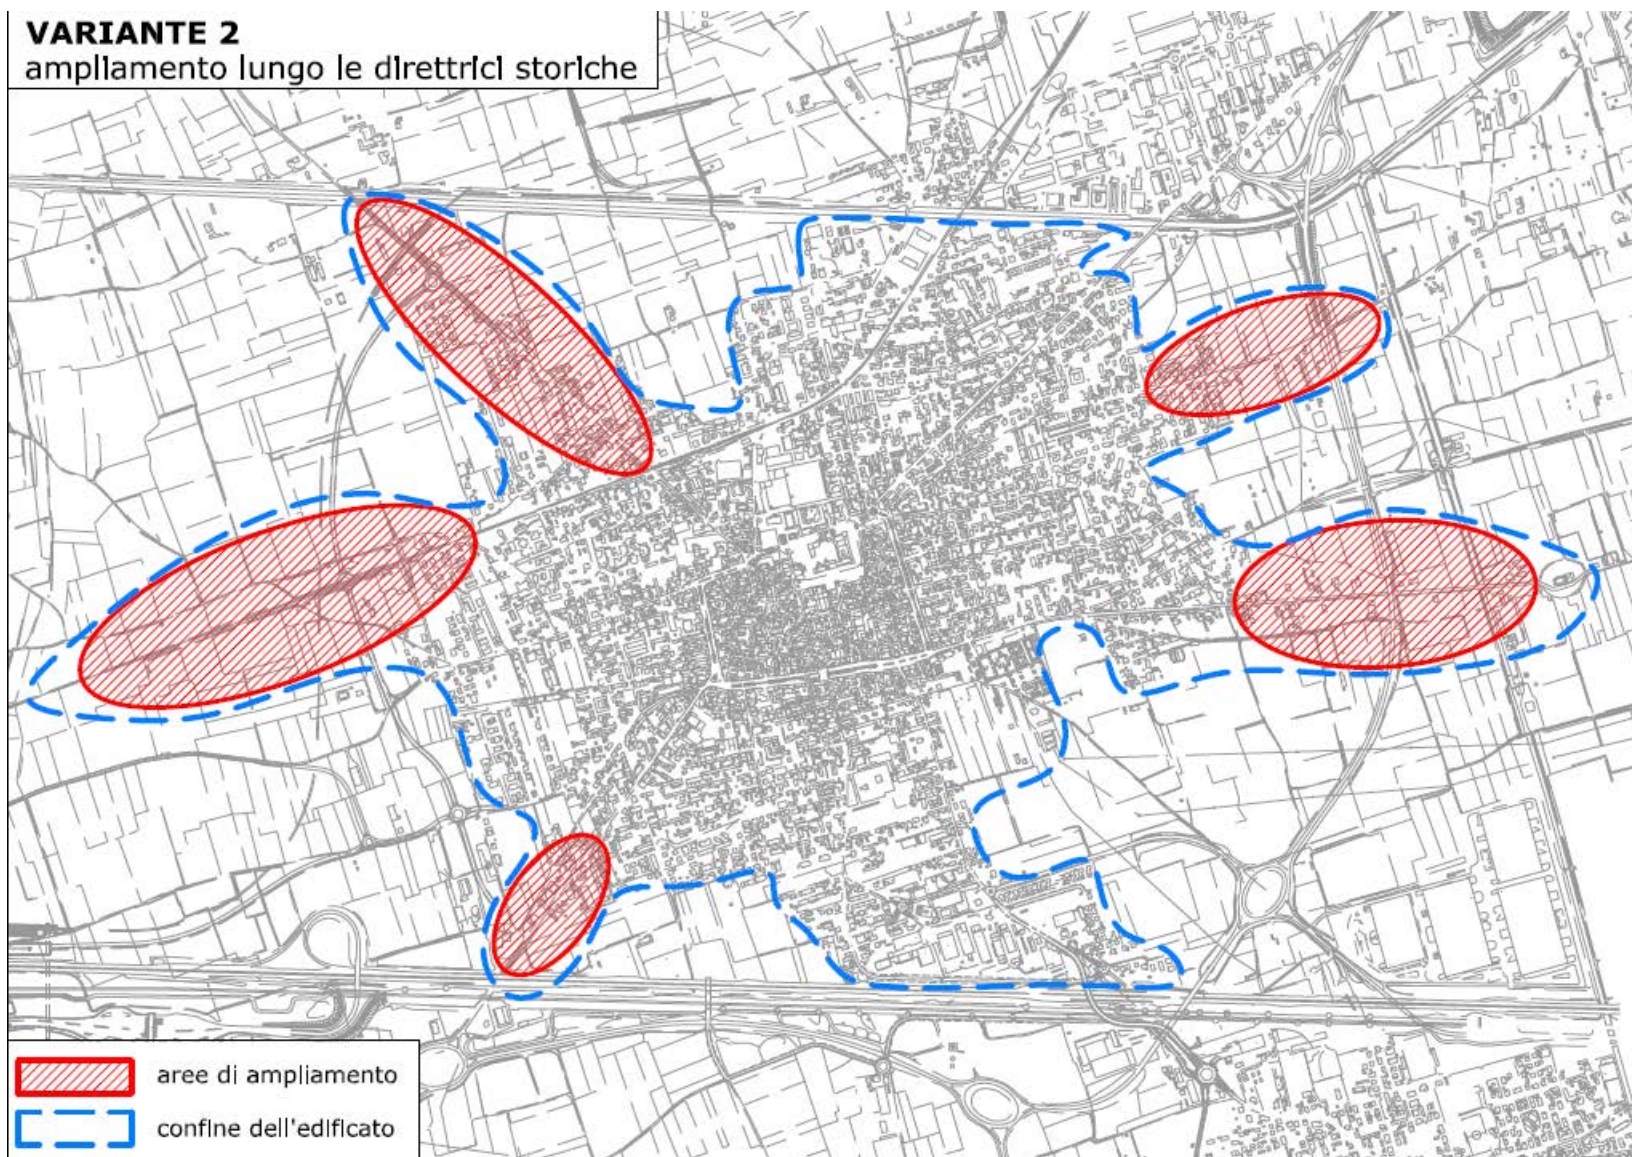 VARIANTE 2
ampliamento lungo le direttrici storiche
aree di ampliamento
confine dell'edificato